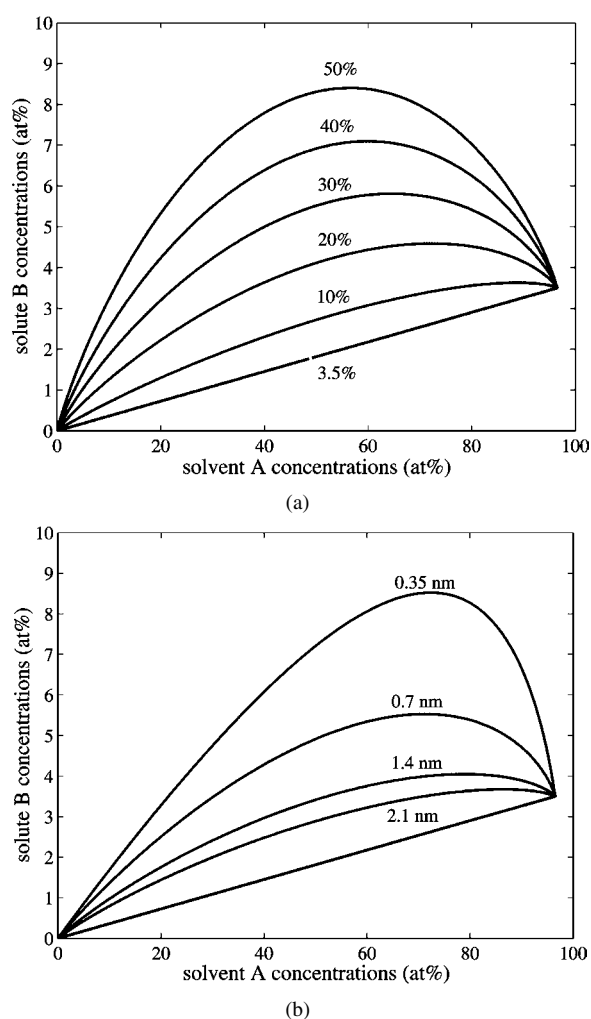 10
9
8
7
6
5
4
3
2
1
0
solute B concentrations (at%)
50%
40%
30%
20%
10%
3.5%
0 20 40 60 80 100
solvent A concentrations (at%)
(a)
10
9
8
7
6
5
4
3
2
1
0
solute B concentrations (at%)
0.35 nm
0.7 nm
1.4 nm
2.1 nm
0 20 40 60 80 100
solvent A concentrations (at%)
(b)